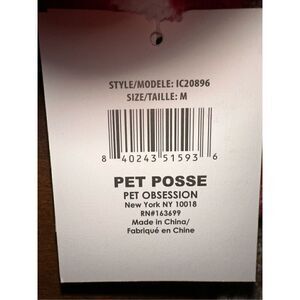 STYLE/MODELE: IC20896
SIZE/TAILLE: M
8 40243 51593 6
PET POSSE
PET OBSESSION
New York NY 10018
RN#163699
Made in China/
Fabriqué en Chine